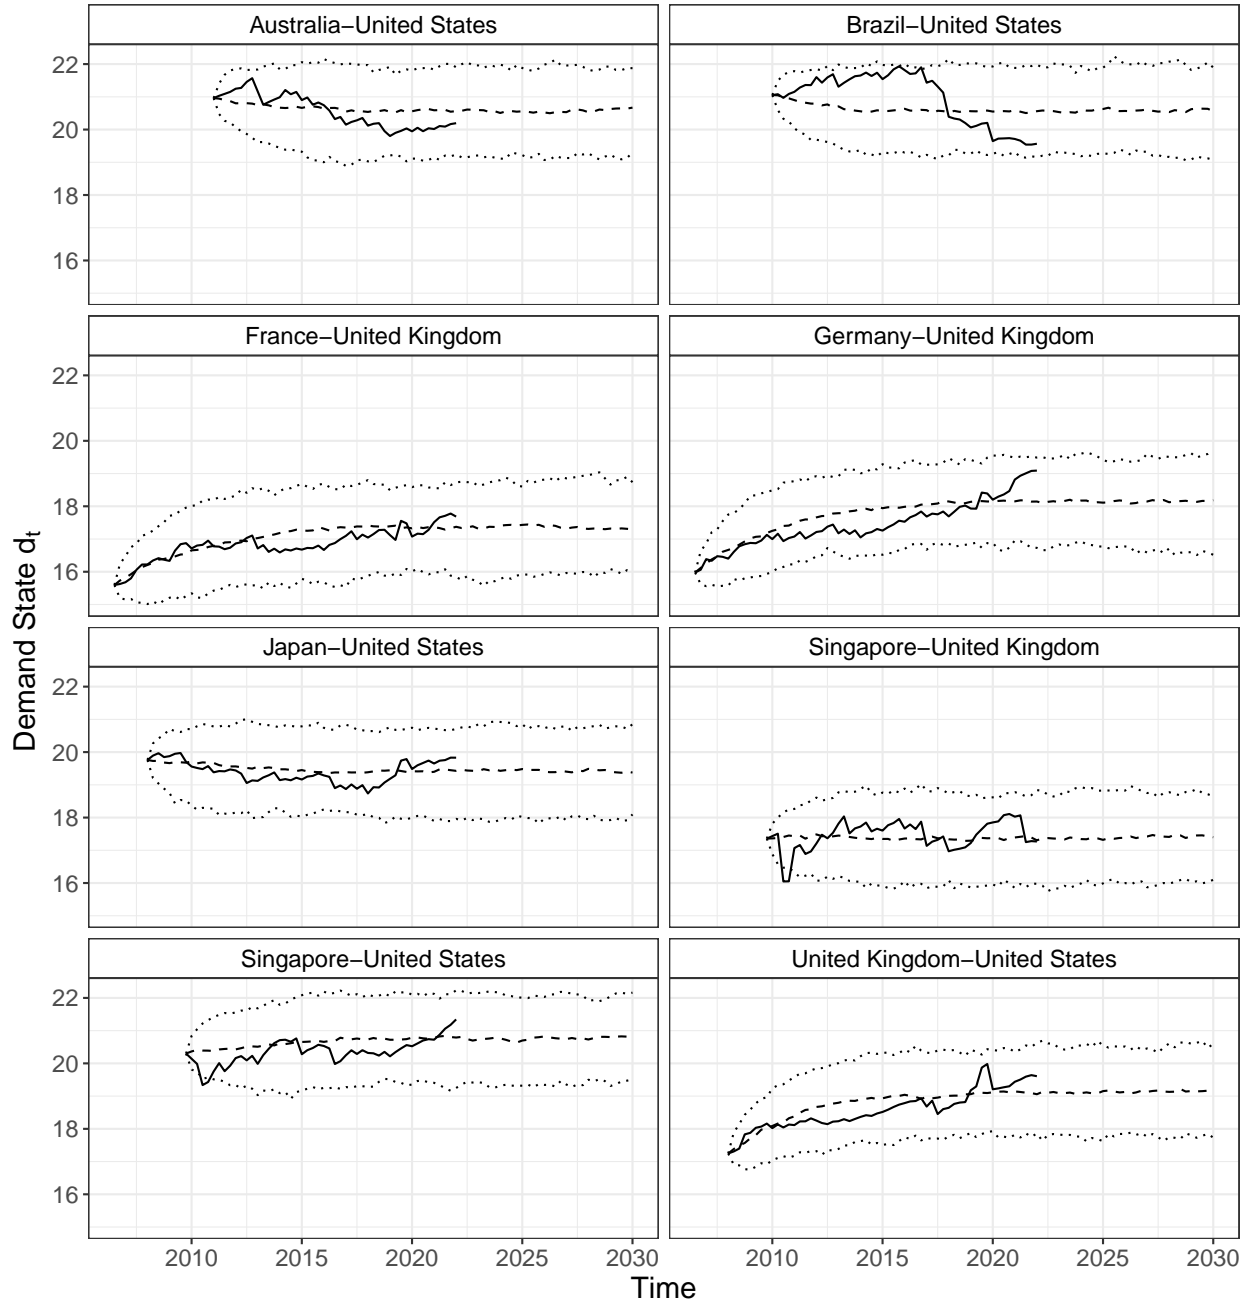 Australia−United States
Brazil−United States
22
20
18
16
France−United Kingdom
Germany−United Kingdom
22
20
18
16
Japan−United States
Singapore−United Kingdom
22
20
18
16
Singapore−United States
United Kingdom−United States
22
20
18
16
2010 2015 2020 2025 2030
2010 2015 2020 2025 2030
Demand State dt
Time